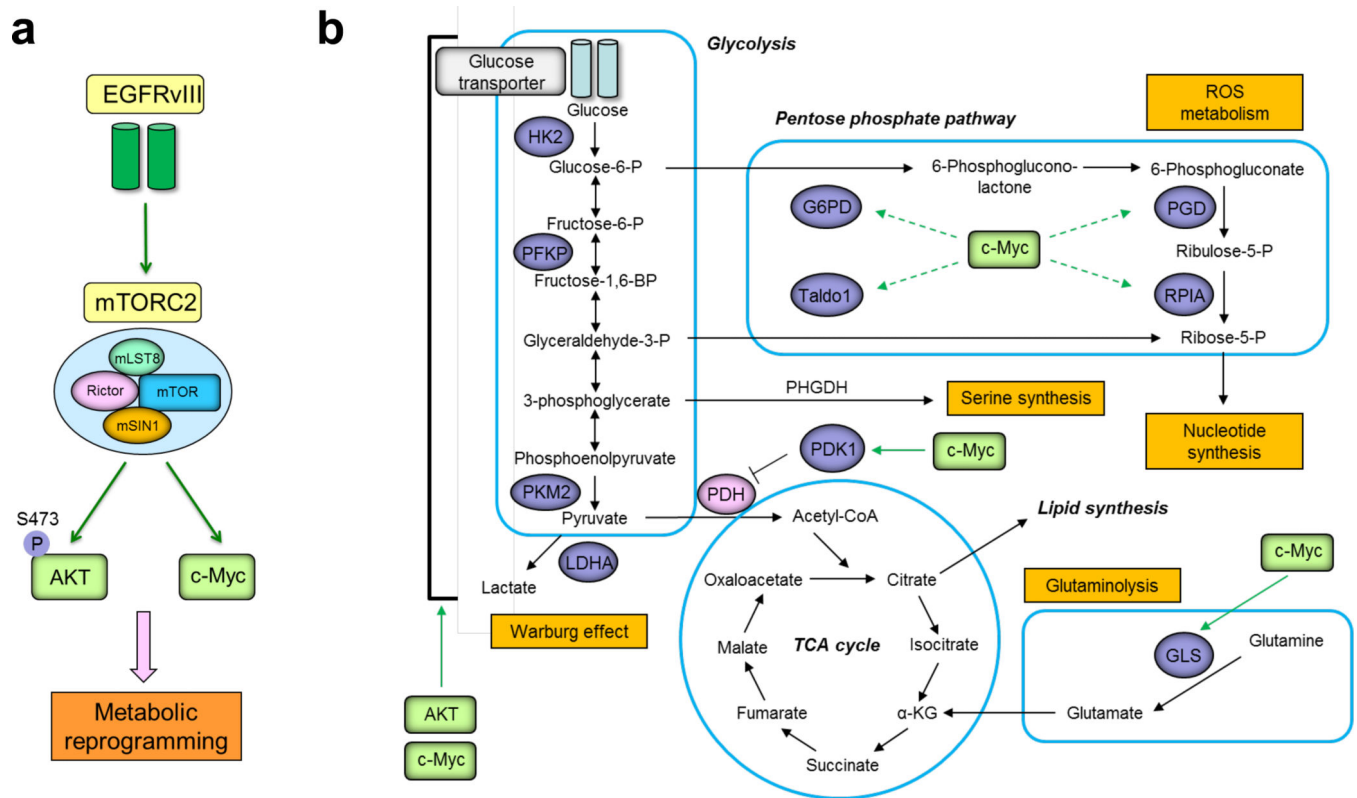 a
EGFRvIII
mTORC2
mLST8
Rictor
mTOR
mSIN1
S473
P
AKT
c-Myc
Metabolic
reprogramming
b
Glycolysis
Glucose
transporter
Glucose
HK2
Glucose-6-P
Fructose-6-P
PFKP
Fructose-1,6-BP
Glyceraldehyde-3-P
3-phosphoglycerate
Phosphoenolpyruvate
PKM2
Pyruvate
LDHA
Lactate
Warburg effect
AKT
c-Myc
ROS
metabolism
Pentose phosphate pathway
6-Phosphoglucono-
lactone
6-Phosphogluconate
G6PD
PGD
c-Myc
Ribulose-5-P
Taldo1
RPIA
Ribose-5-P
PHGDH
Serine synthesis
Nucleotide
synthesis
PDK1
c-Myc
PDH
Acetyl-CoA
Lipid synthesis
Oxaloacetate
Citrate
Malate
TCA cycle
Isocitrate
Fumarate
α-KG
Succinate
c-Myc
Glutaminolysis
GLS
Glutamine
Glutamate